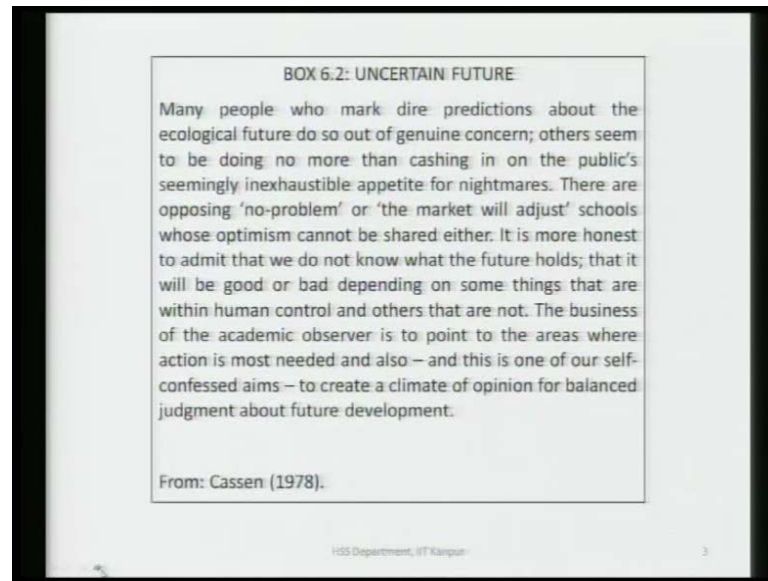 BOX 6.2: UNCERTAIN FUTURE
Many people who mark dire predictions about the
ecological future do so out of genuine concern; others seem
to be doing no more than cashing in on the public's
seemingly inexhaustible appetite for nightmares. There are
opposing 'no-problem' or 'the market will adjust' schools
whose optimism cannot be shared either. It is more honest
to admit that we do not know what the future holds; that it
will be good or bad depending on some things that are
within human control and others that are not. The business
of the academic observer is to point to the areas where
action is most needed and also – and this is one of our self-
confessed aims – to create a climate of opinion for balanced
judgment about future development.
From: Cassen (1978).
HSS Department, IIT Kanpur
3